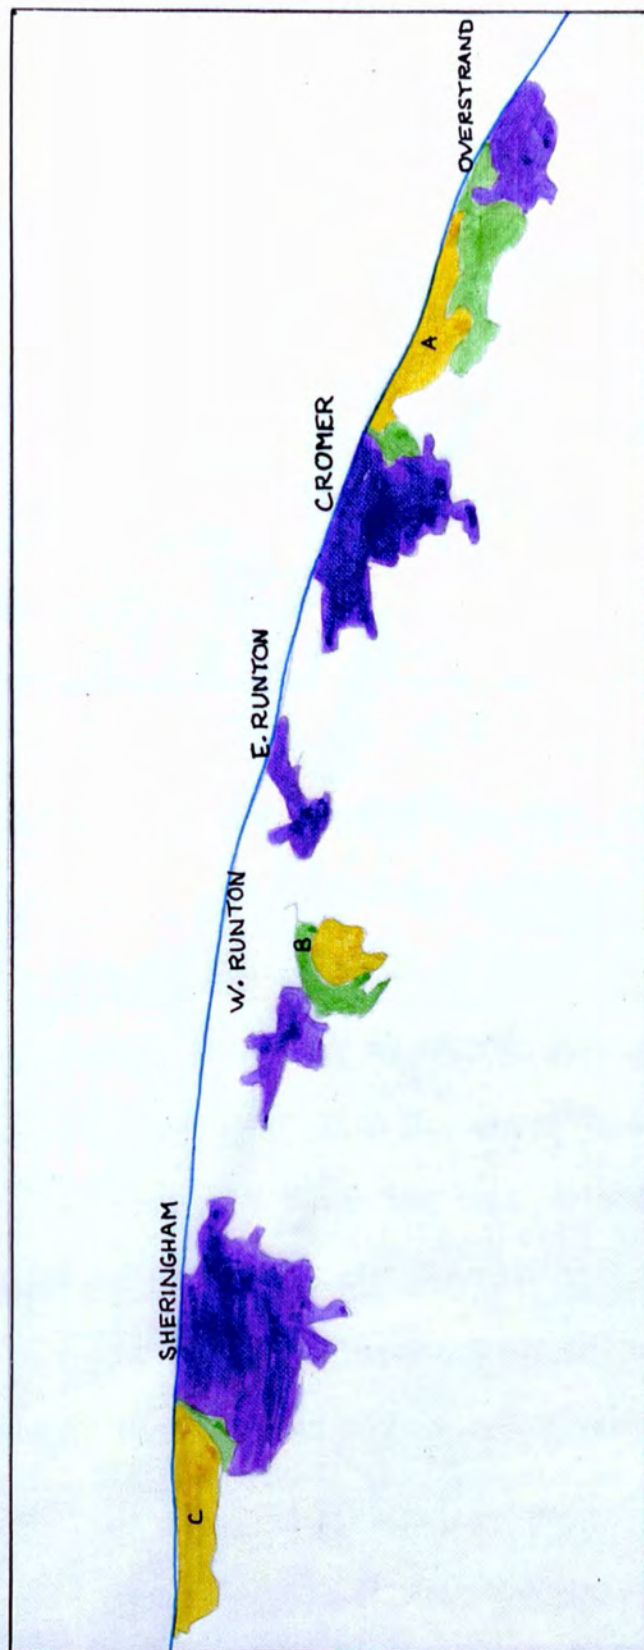 SHERINGHAM
W. RUNTON
E. RUNTON
CROMER
OVERSTRAND
C
B
A